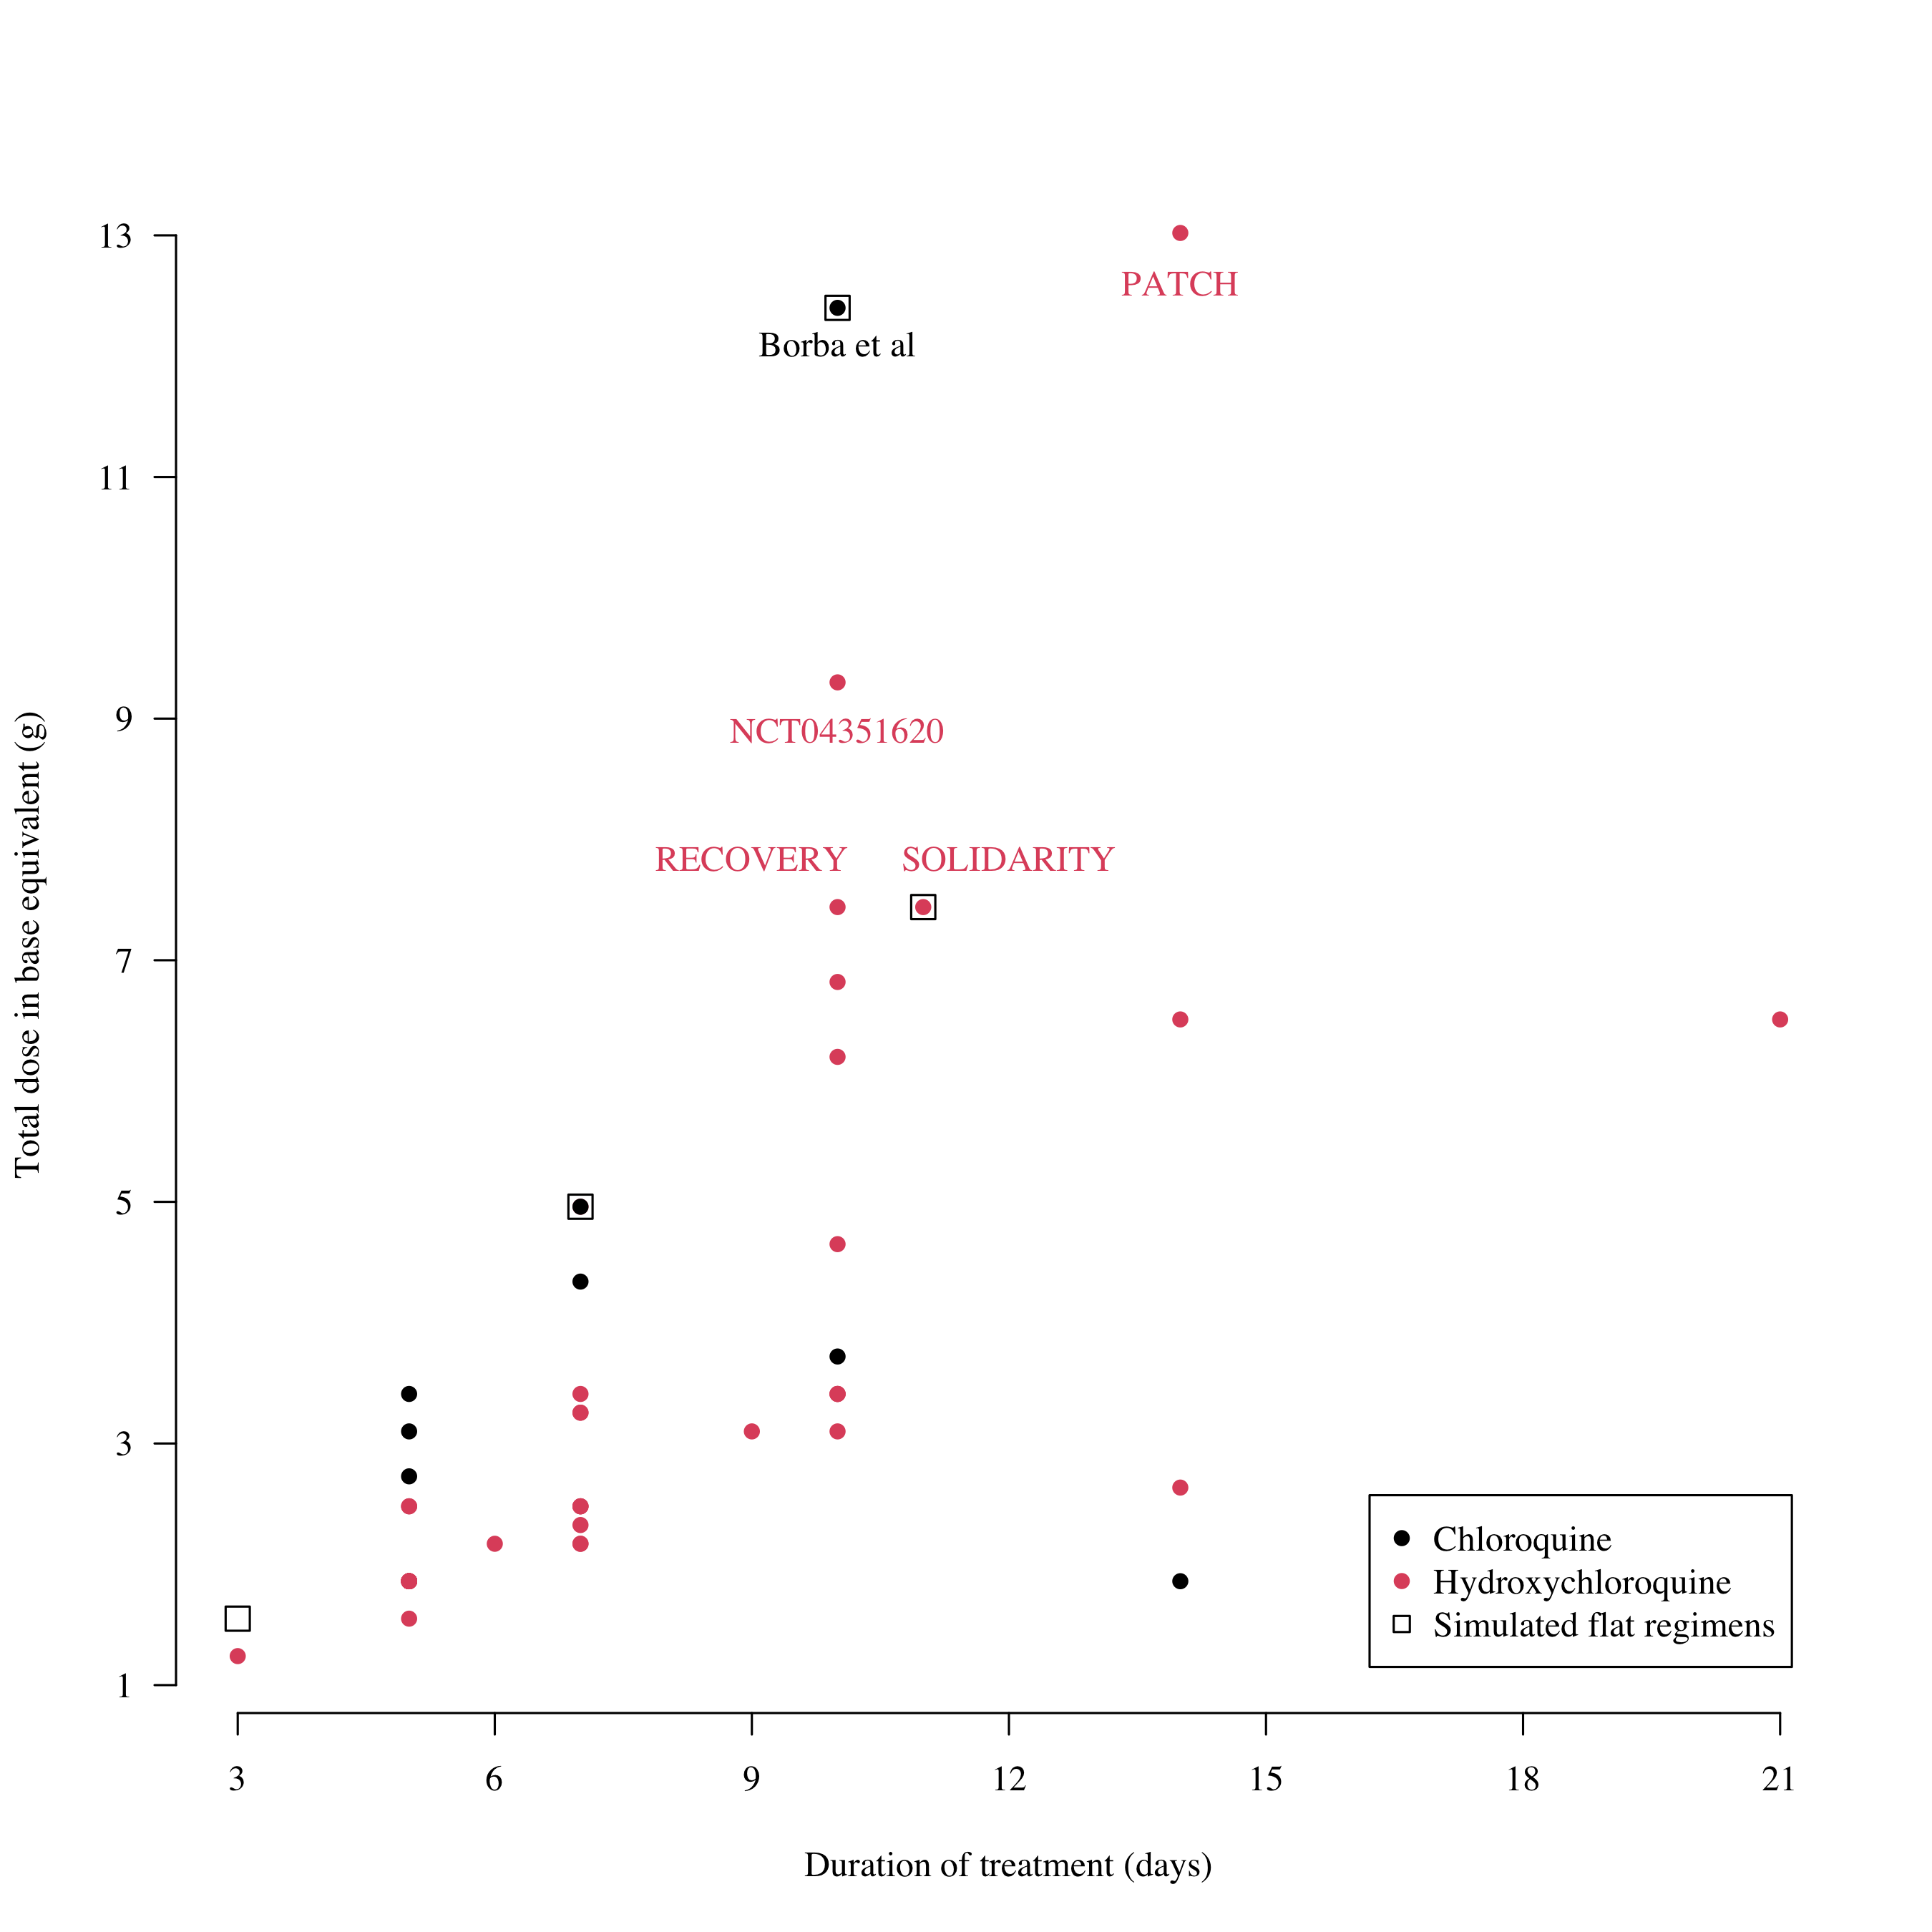 13
PATCH
Borba et al
11
9
NCT04351620
RECOVERY
SOLIDARITY
7
5
3
1
Total dose in base equivalent (g)
Chloroquine
Hydroxychloroquine
Simulated flat regimens
3 6 9 12 15 18 21
Duration of treatment (days)